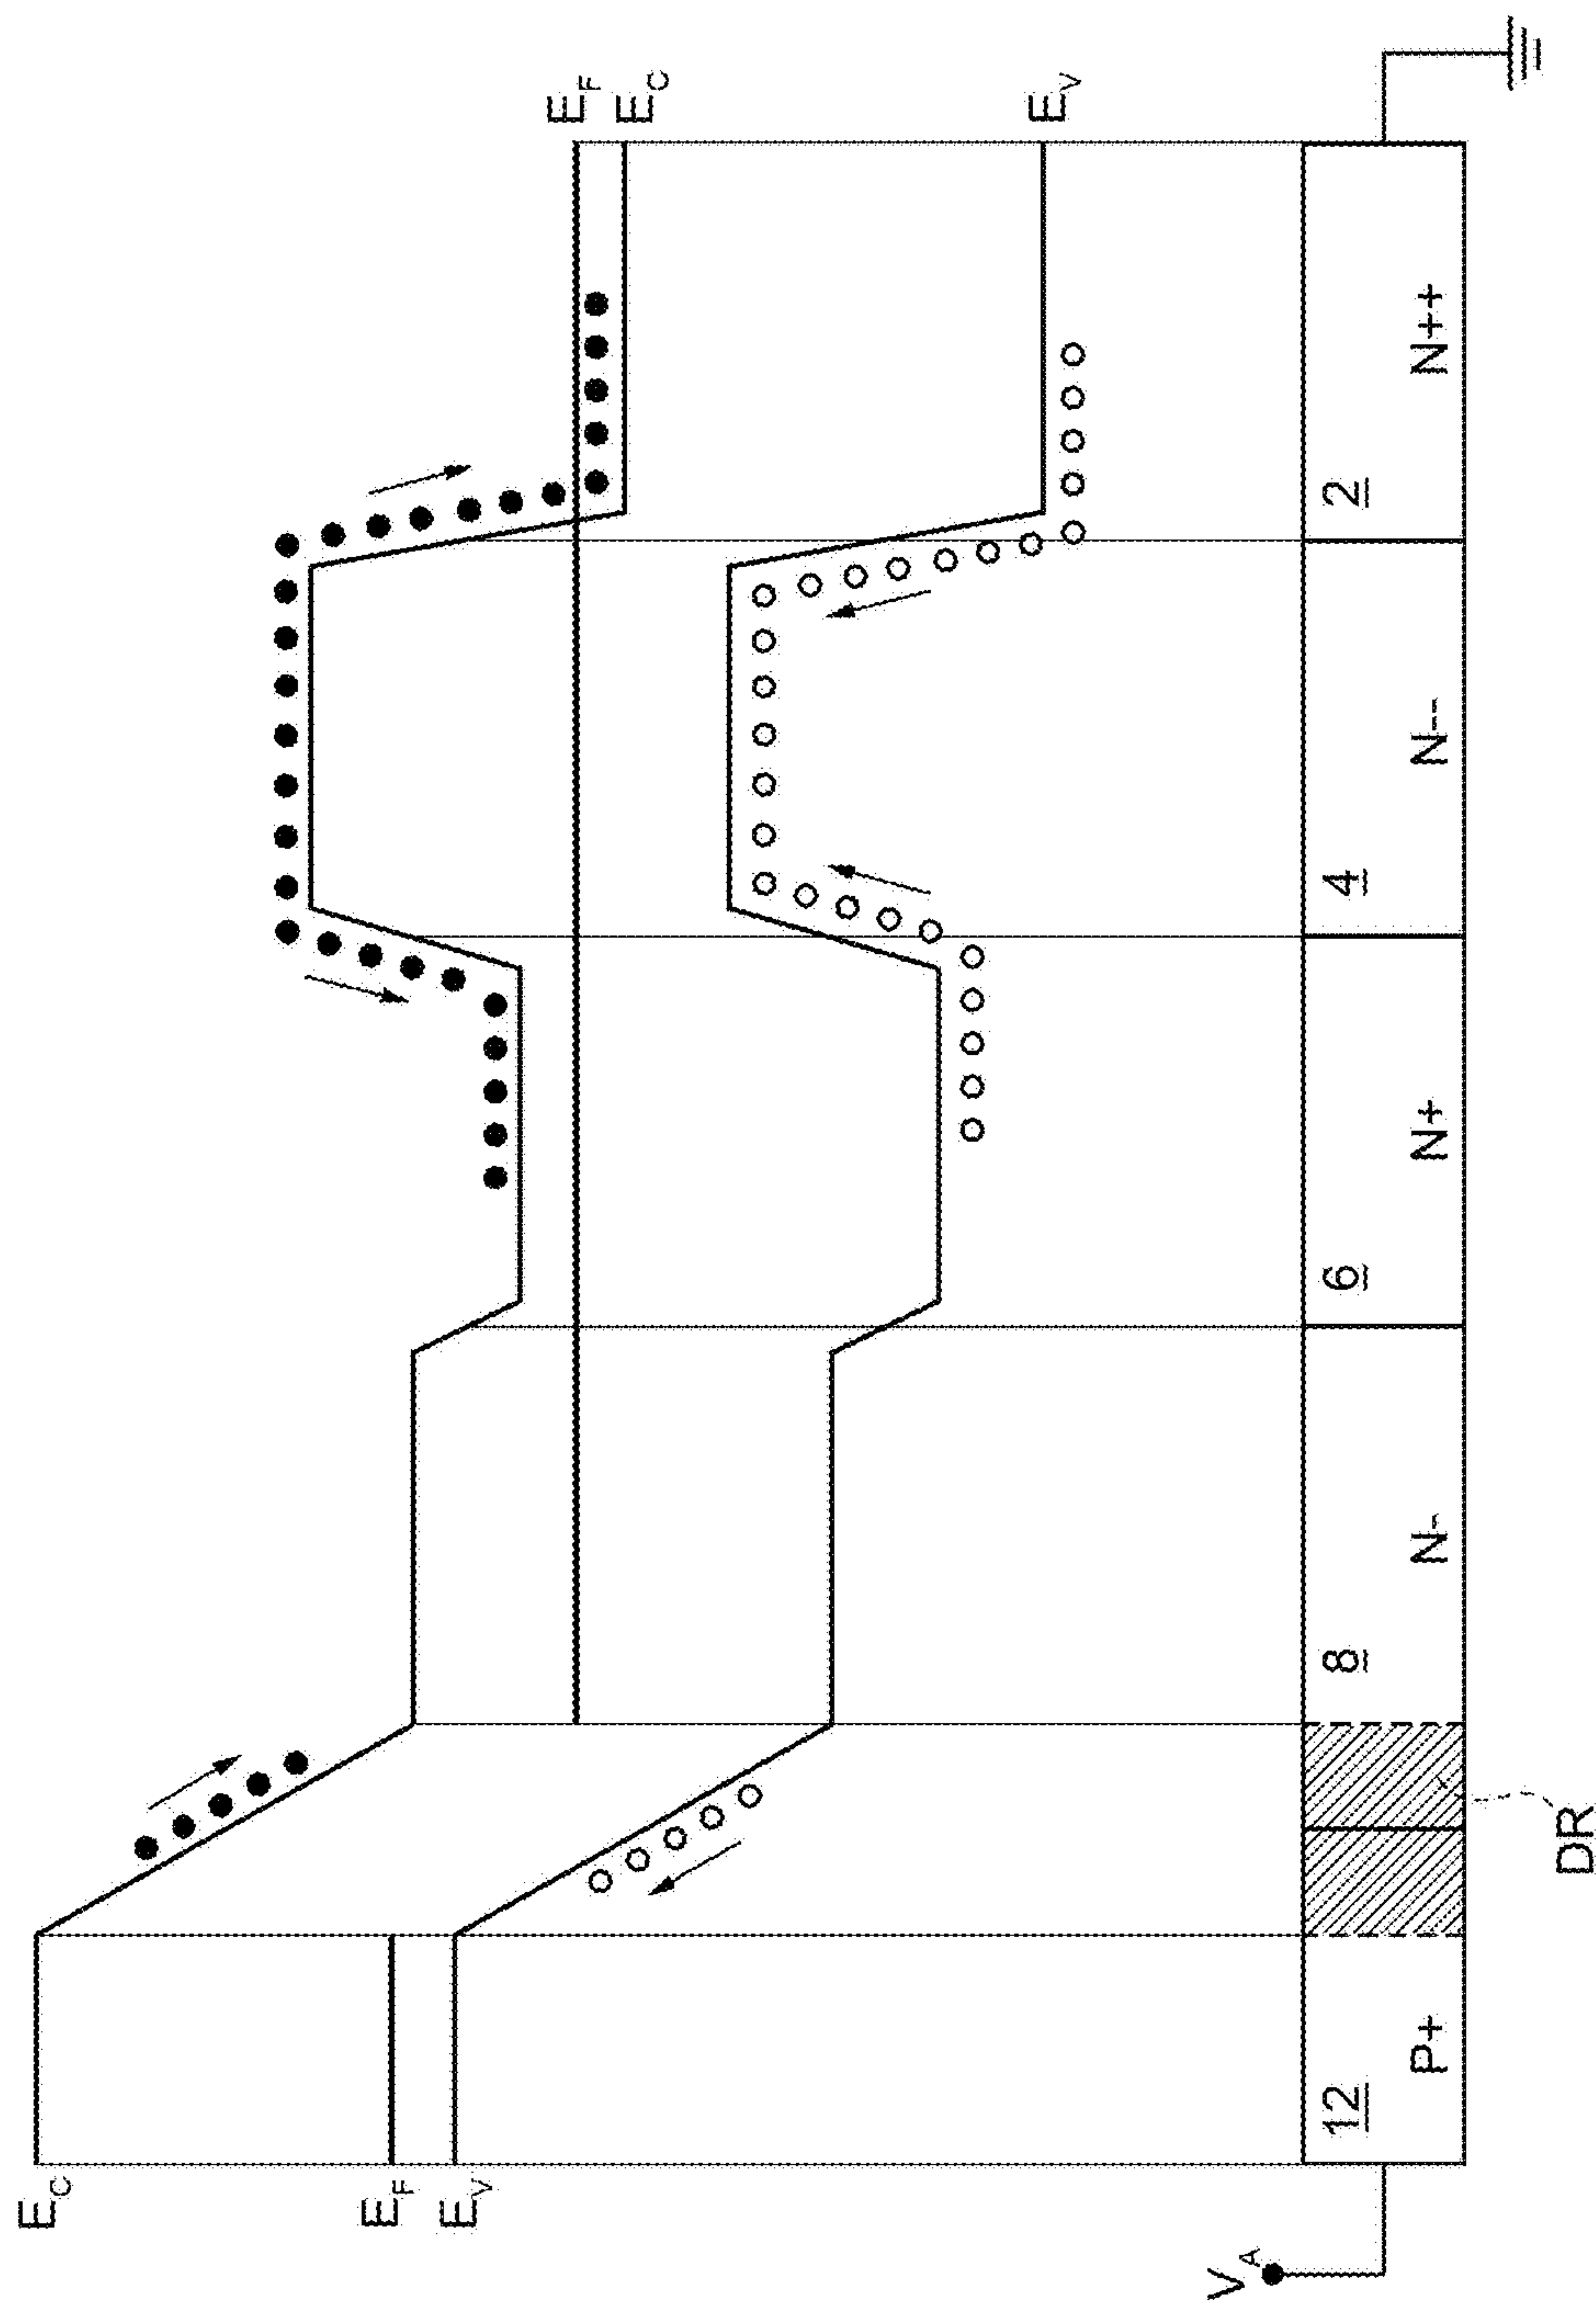 E_C
E_F
E_V
E_F
E_C
E_V
12
8
6
4
2
P+
N-
N+
N--
N++
V_A
DR